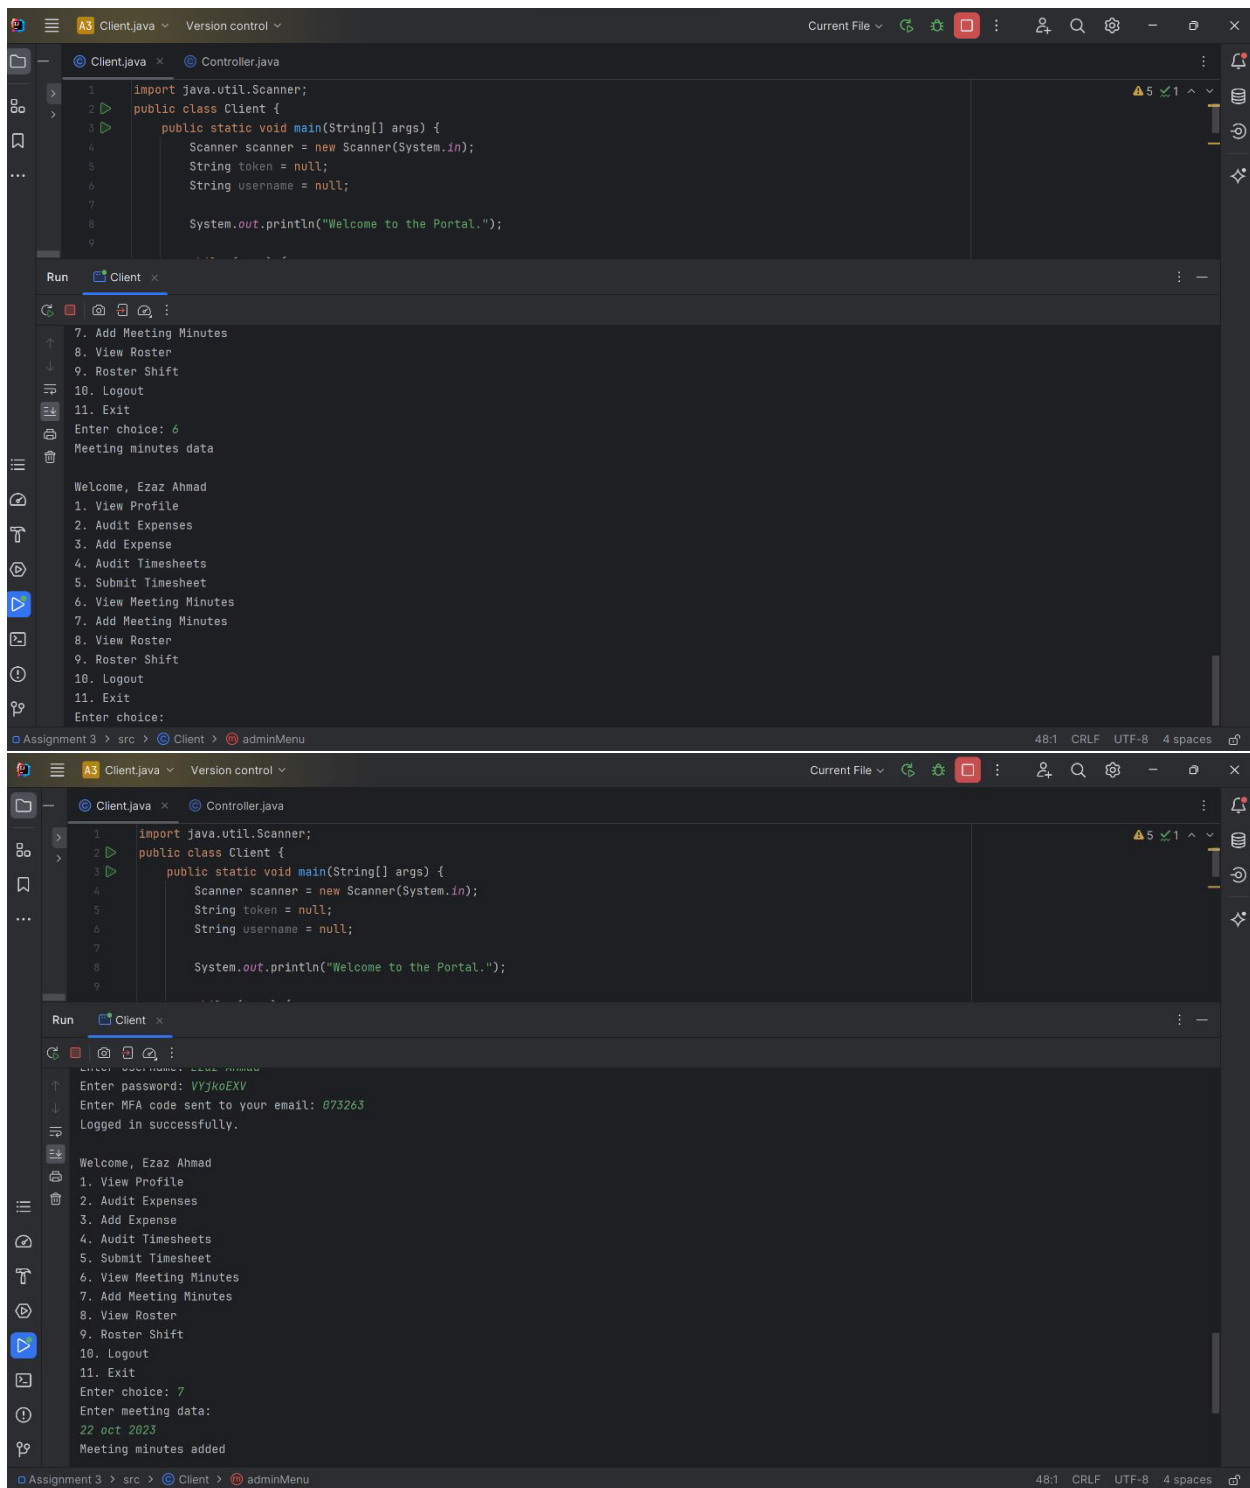 A3 Client.java Version control Current File
Client.java Controller.java
1 import java.util.Scanner; 5 1
2 public class Client {
3 public static void main(String[] args) {
4 Scanner scanner = new Scanner(System.in);
5 String token = null;
6 String username = null;
7
8 System.out.println("Welcome to the Portal.");
9
Run Client
7. Add Meeting Minutes
8. View Roster
9. Roster Shift
10. Logout
11. Exit
Enter choice: 6
Meeting minutes data
Welcome, Ezaz Ahmad
1. View Profile
2. Audit Expenses
3. Add Expense
4. Audit Timesheets
5. Submit Timesheet
6. View Meeting Minutes
7. Add Meeting Minutes
8. View Roster
9. Roster Shift
10. Logout
11. Exit
Enter choice:
Assignment 3 > src > Client > adminMenu 48:1 CRLF UTF-8 4 spaces
A3 Client.java Version control Current File
Client.java Controller.java
1 import java.util.Scanner; 5 1
2 public class Client {
3 public static void main(String[] args) {
4 Scanner scanner = new Scanner(System.in);
5 String token = null;
6 String username = null;
7
8 System.out.println("Welcome to the Portal.");
9
Run Client
Enter username: Ezaz Ahmad
Enter password: VYjkoEXV
Enter MFA code sent to your email: 073263
Logged in successfully.
Welcome, Ezaz Ahmad
1. View Profile
2. Audit Expenses
3. Add Expense
4. Audit Timesheets
5. Submit Timesheet
6. View Meeting Minutes
7. Add Meeting Minutes
8. View Roster
9. Roster Shift
10. Logout
11. Exit
Enter choice: 7
Enter meeting data:
22 oct 2023
Meeting minutes added
Assignment 3 > src > Client > adminMenu 48:1 CRLF UTF-8 4 spaces